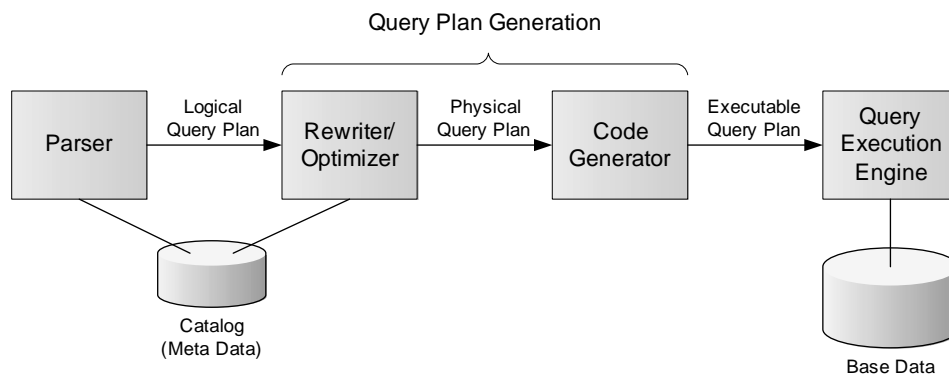 Query Plan Generation
Parser
Logical
Query Plan
Rewriter/
Optimizer
Physical
Query Plan
Code
Generator
Executable
Query Plan
Query
Execution
Engine
Catalog
(Meta Data)
Base Data